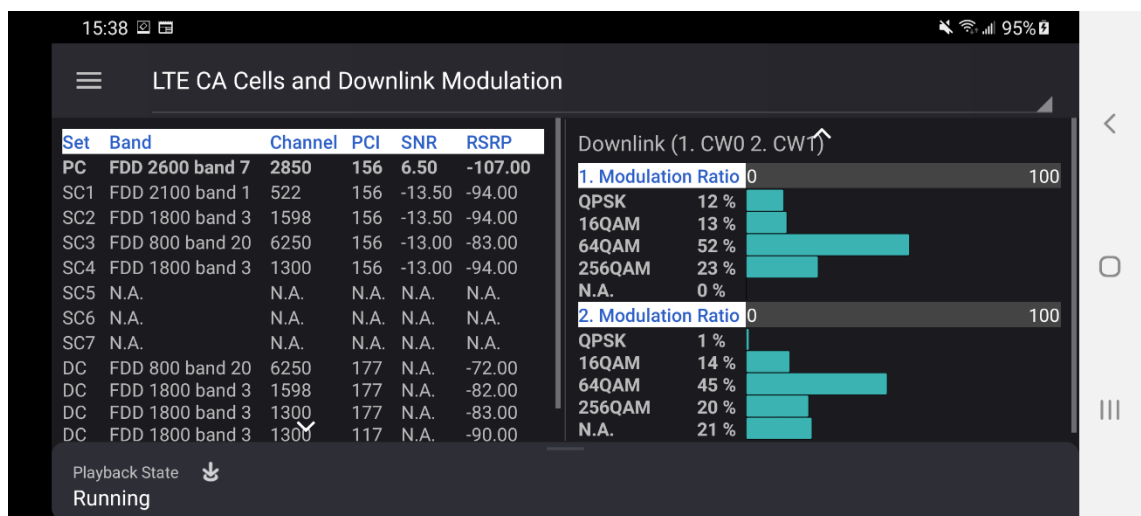 15:38 95%
LTE CA Cells and Downlink Modulation
Set Band Channel PCI SNR RSRP
PC FDD 2600 band 7 2850 156 6.50 -107.00
SC1 FDD 2100 band 1 522 156 -13.50 -94.00
SC2 FDD 1800 band 3 1598 156 -13.50 -94.00
SC3 FDD 800 band 20 6250 156 -13.00 -83.00
SC4 FDD 1800 band 3 1300 156 -13.00 -94.00
SC5 N.A. N.A. N.A. N.A. N.A.
SC6 N.A. N.A. N.A. N.A. N.A.
SC7 N.A. N.A. N.A. N.A. N.A.
DC FDD 800 band 20 6250 177 N.A. -72.00
DC FDD 1800 band 3 1598 177 N.A. -82.00
DC FDD 1800 band 3 1300 177 N.A. -83.00
DC FDD 1800 band 3 1300 117 N.A. -90.00
Downlink (1. CW0 2. CW1)
1. Modulation Ratio 0 100
QPSK 12 %
16QAM 13 %
64QAM 52 %
256QAM 23 %
N.A. 0 %
2. Modulation Ratio 0 100
QPSK 1 %
16QAM 14 %
64QAM 45 %
256QAM 20 %
N.A. 21 %
Playback State
Running